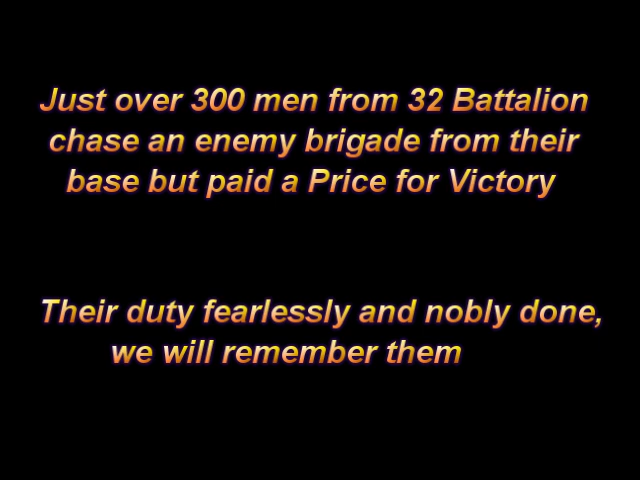 Just over 300 men from 32 Battalion
chase an enemy brigade from their
base but paid a Price for Victory
Their duty fearlessly and nobly done,
we will remember them